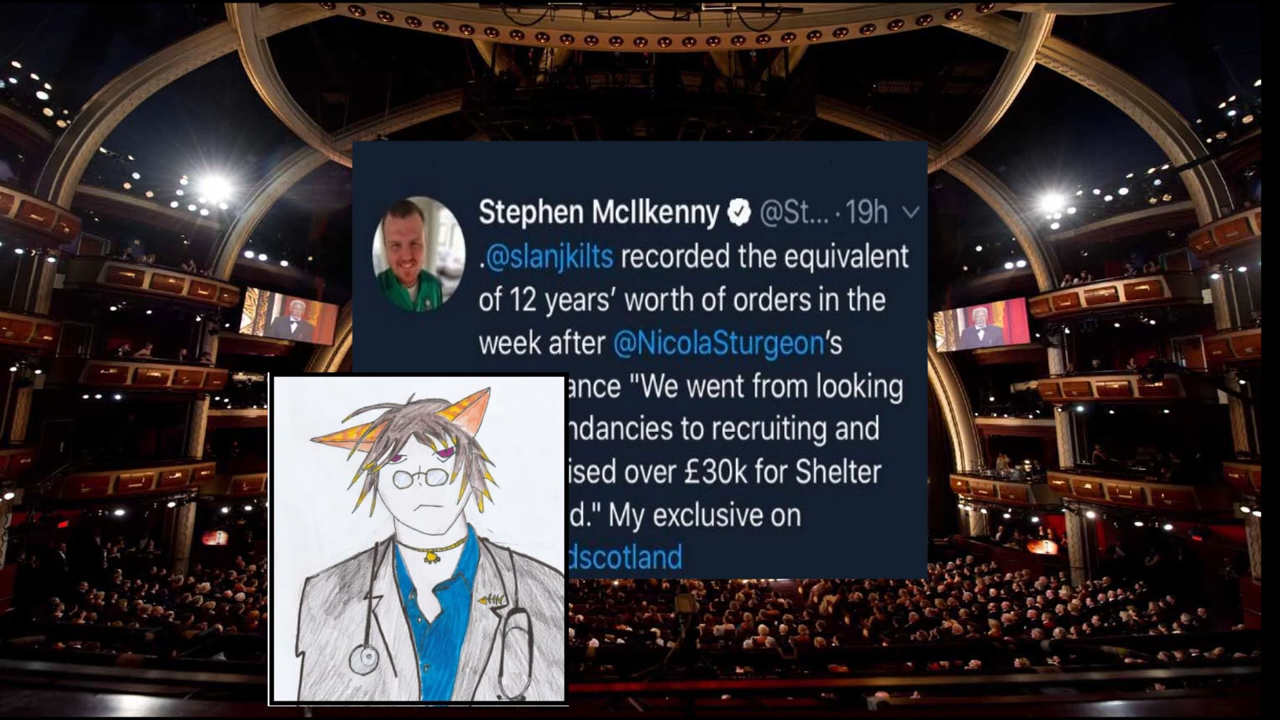 Stephen McIlkenny @St... · 19h
.@slanjkilts recorded the equivalent
of 12 years’ worth of orders in the
week after @NicolaSturgeon’s
ance "We went from looking
ndancies to recruiting and
ised over £30k for Shelter
d." My exclusive on
dscotland